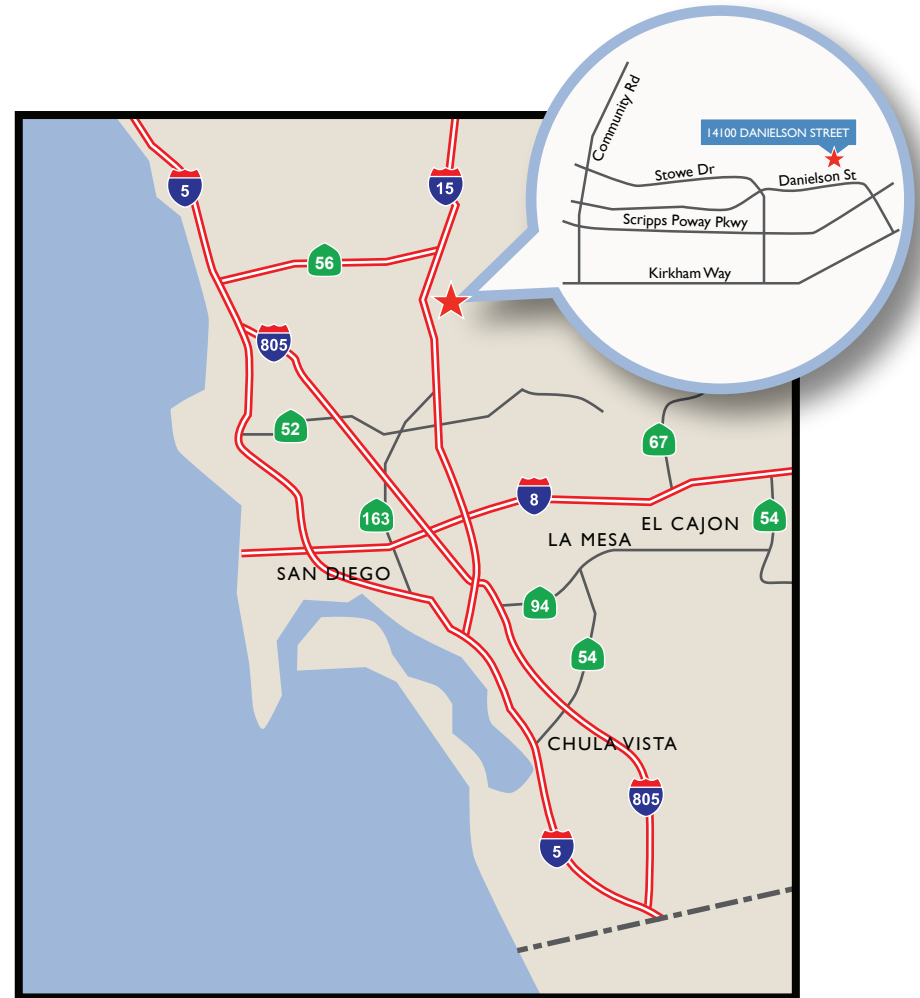 Community Rd
14100 DANIELSON STREET
Stowe Dr
Danielson St
Scripps Poway Pkwy
Kirkham Way
5
15
56
805
52
67
8
163
54
EL CAJON
LA MESA
SAN DIEGO
94
54
CHULA VISTA
805
5